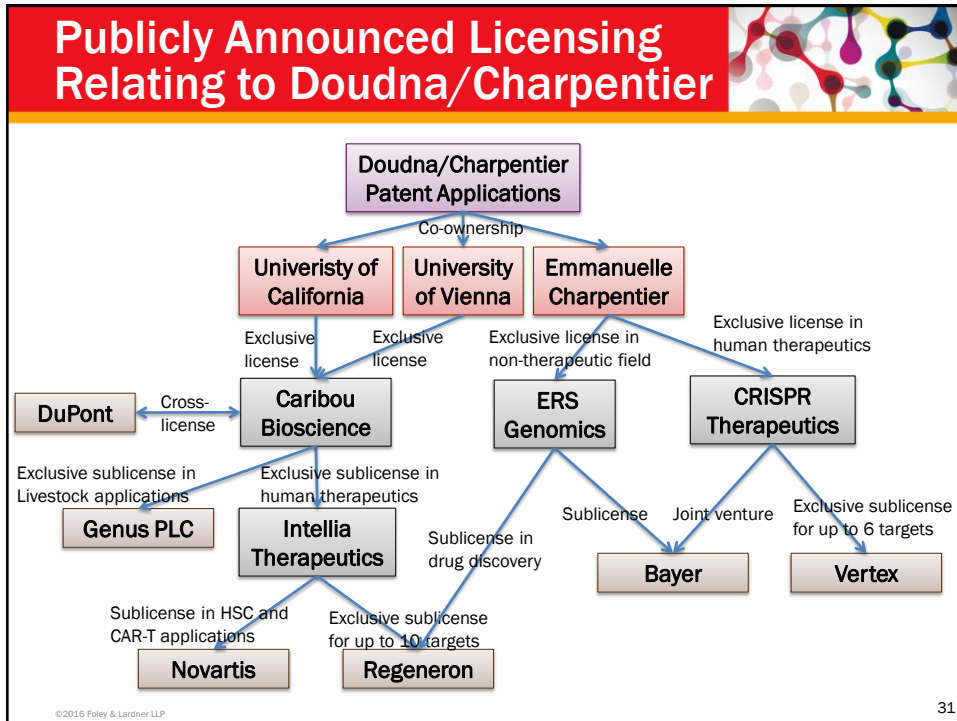 Publicly Announced Licensing
Relating to Doudna/Charpentier
Doudna/Charpentier
Patent Applications
Co-ownership
Univeristy of
California
University
of Vienna
Emmanuelle
Charpentier
Exclusive
license
Exclusive
license
Exclusive license in
non-therapeutic field
Exclusive license in
human therapeutics
DuPont
Cross-
license
Caribou
Bioscience
ERS
Genomics
CRISPR
Therapeutics
Exclusive sublicense in
Livestock applications
Exclusive sublicense in
human therapeutics
Genus PLC
Intellia
Therapeutics
Sublicense in
drug discovery
Sublicense
Joint venture
Exclusive sublicense
for up to 6 targets
Bayer
Vertex
Sublicense in HSC and
CAR-T applications
Exclusive sublicense
for up to 10 targets
Novartis
Regeneron
©2016 Foley & Lardner LLP
31